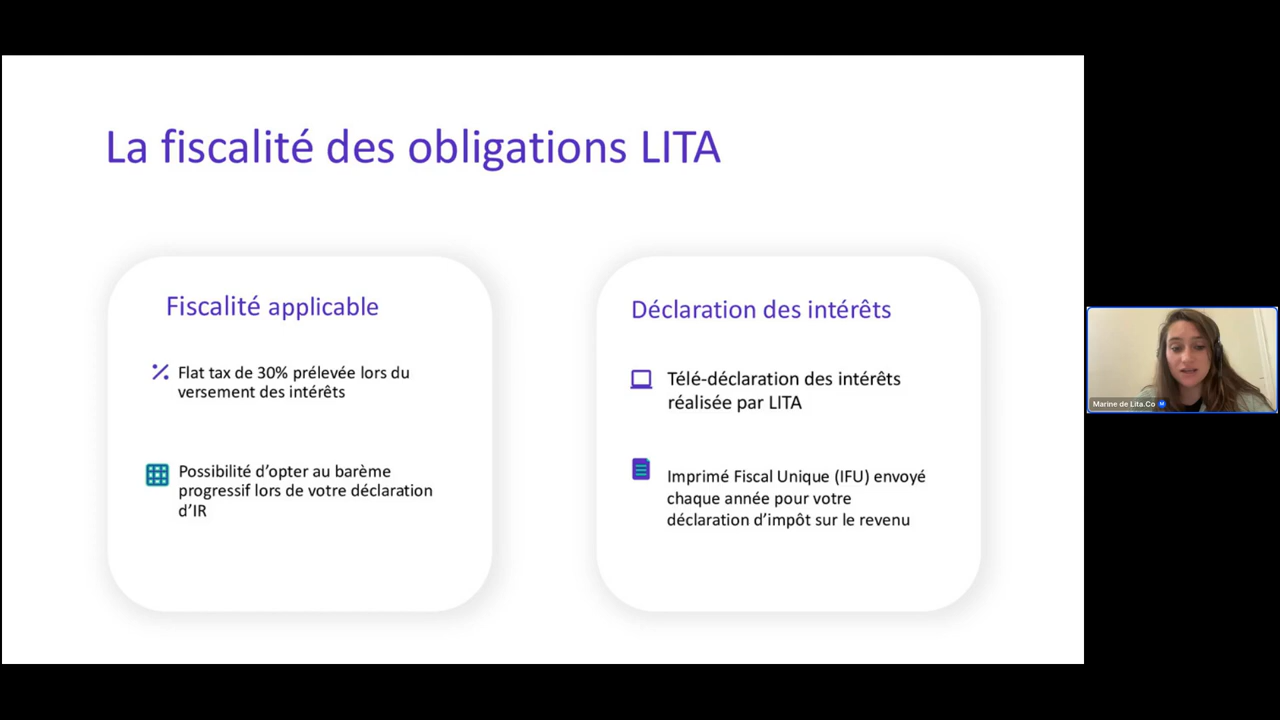 La fiscalité des obligations LITA
Fiscalité applicable
Flat tax de 30% prélevée lors du
versement des intérêts
Possibilité d’opter au barème
progressif lors de votre déclaration
d’IR
Déclaration des intérêts
Télé-déclaration des intérêts
réalisée par LITA
Imprimé Fiscal Unique (IFU) envoyé
chaque année pour votre
déclaration d’impôt sur le revenu
Marine de Lita.Co M